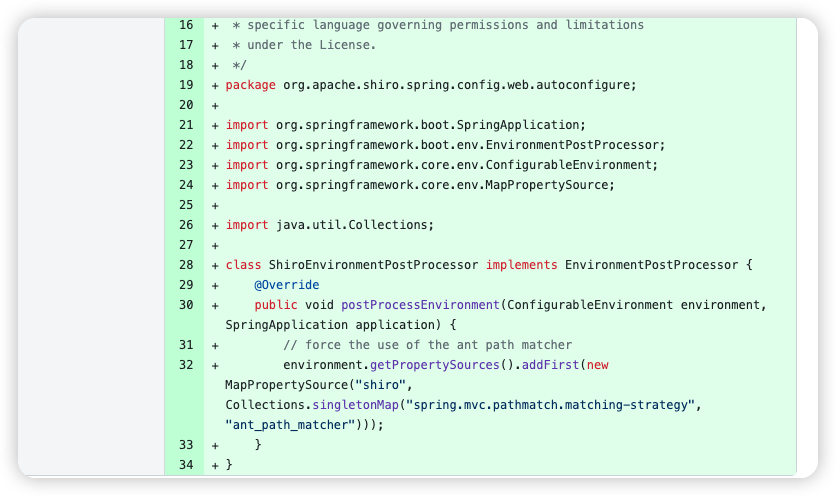 16 + * specific language governing permissions and limitations
17 + * under the License.
18 + */
19 + package org.apache.shiro.spring.config.web.autoconfigure;
20 +
21 + import org.springframework.boot.SpringApplication;
22 + import org.springframework.boot.env.EnvironmentPostProcessor;
23 + import org.springframework.core.env.ConfigurableEnvironment;
24 + import org.springframework.core.env.MapPropertySource;
25 +
26 + import java.util.Collections;
27 +
28 + class ShiroEnvironmentPostProcessor implements EnvironmentPostProcessor {
29 +     @Override
30 +     public void postProcessEnvironment(ConfigurableEnvironment environment,
SpringApplication application) {
31 +         // force the use of the ant path matcher
32 +         environment.getPropertySources().addFirst(new
MapPropertySource("shiro",
Collections.singletonMap("spring.mvc.pathmatch.matching-strategy",
"ant_path_matcher")));
33 +     }
34 + }